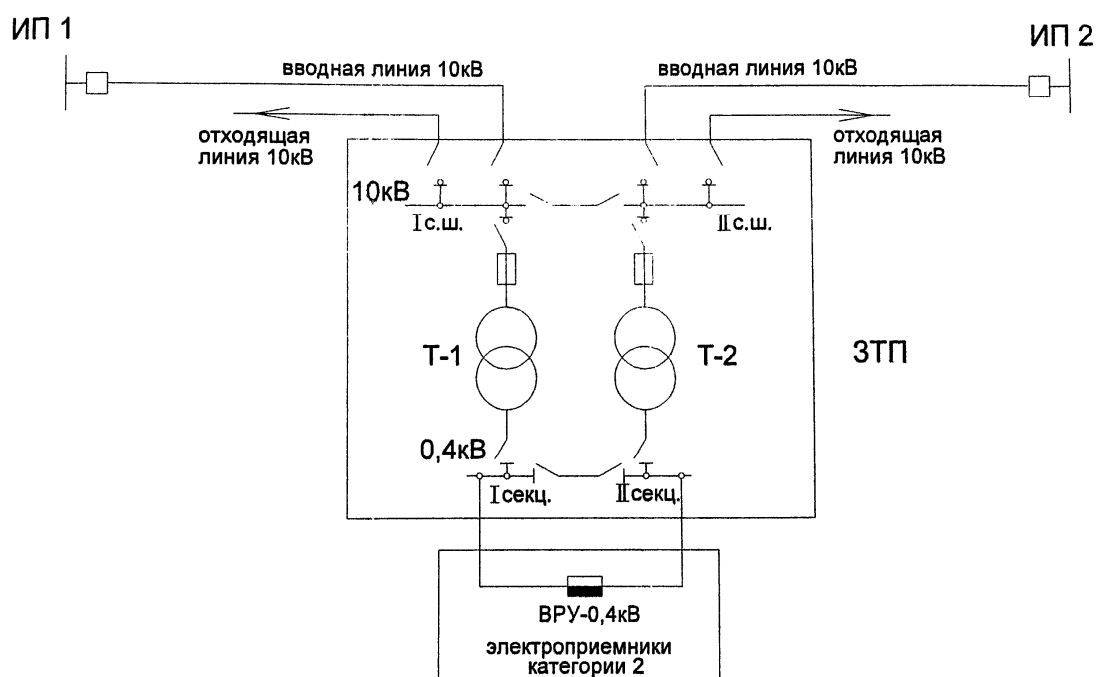 ИП 1
ИП 2
вводная линия 10кВ
вводная линия 10кВ
отходящая
линия 10кВ
отходящая
линия 10кВ
10кВ
I с.ш.
II с.ш.
Т-1
Т-2
ЗТП
0,4кВ
I секц.
II секц.
ВРУ-0,4кВ
электроприемники
категории 2